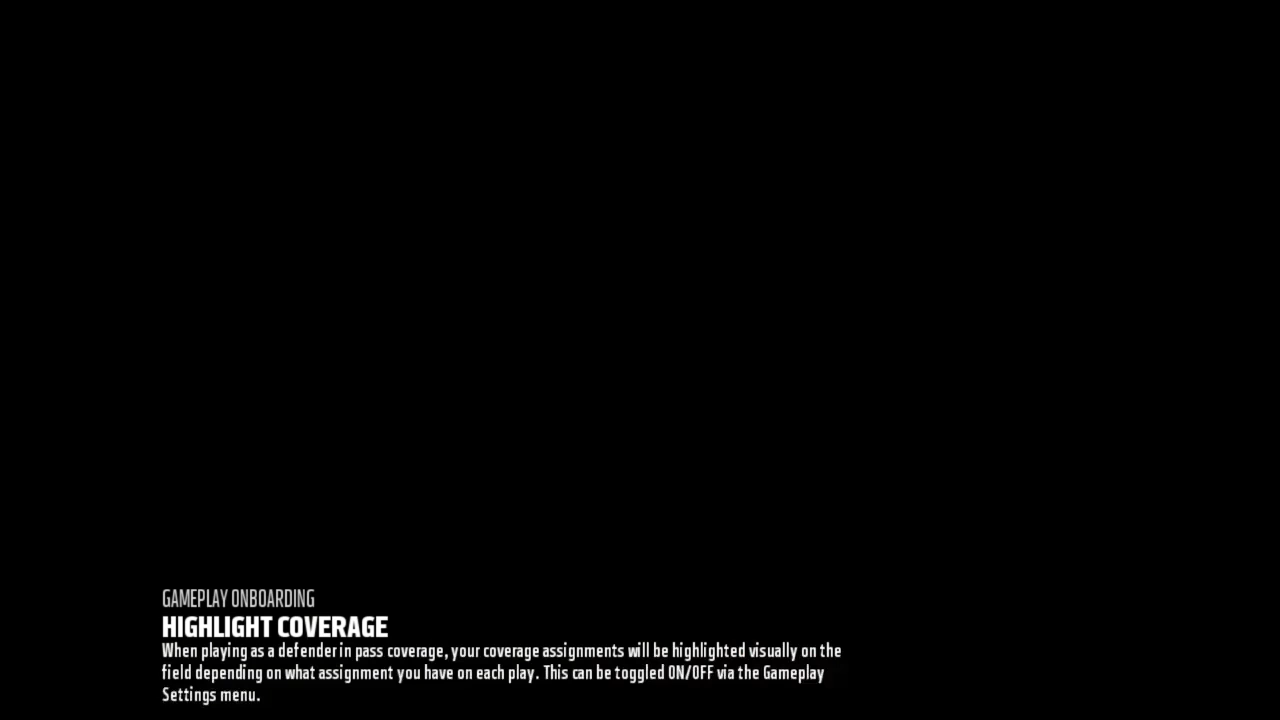 GAMEPLAY ONBOARDING
HIGHLIGHT COVERAGE
When playing as a defender in pass coverage, your coverage assignments will be highlighted visually on the
field depending on what assignment you have on each play. This can be toggled ON/OFF via the Gameplay
Settings menu.